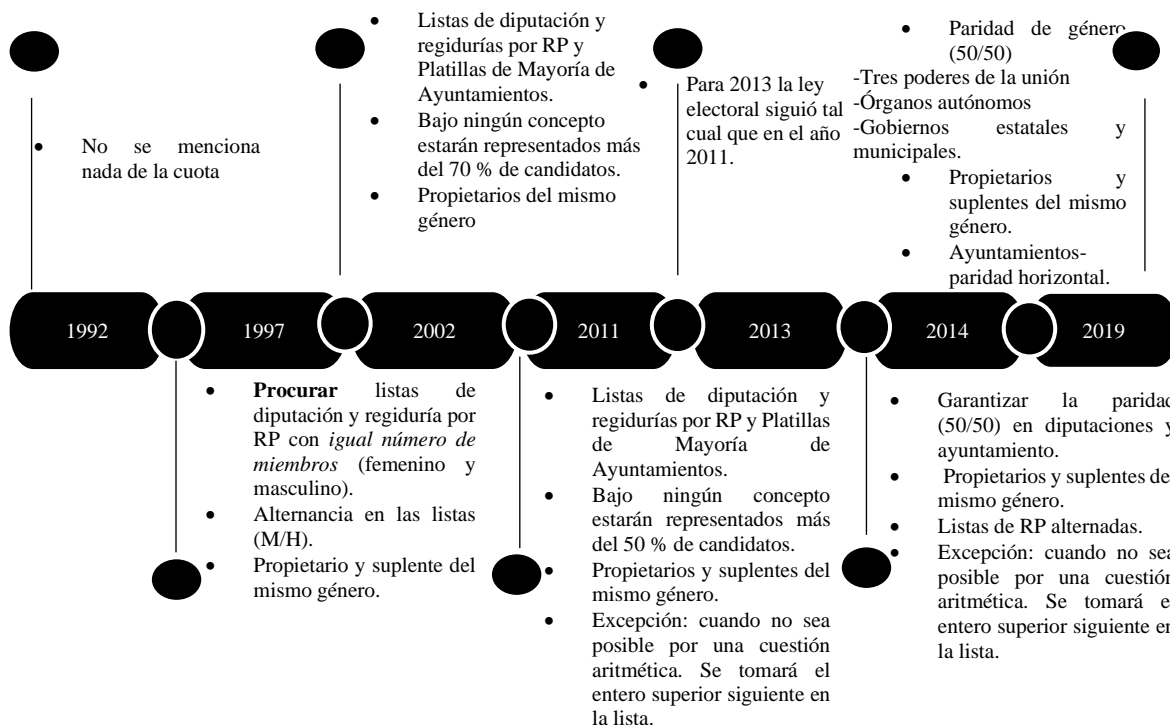 • No se menciona
nada de la cuota
• Listas de diputación y
regidurías por RP y
Platillas de Mayoría de
Ayuntamientos.
• Bajo ningún concepto
estarán representados más
del 70 % de candidatos.
• Propietarios del mismo
género
• Para 2013 la ley
electoral siguió tal
cual que en el año
2011.
• Paridad de género
(50/50)
-Tres poderes de la unión
-Órganos autónomos
-Gobiernos estatales y
municipales.
• Propietarios y
suplentes del mismo
género.
• Ayuntamientos-
paridad horizontal.
1992
1997
2002
2011
2013
2014
2019
• Procurar listas de
diputación y regiduría por
RP con igual número de
miembros (femenino y
masculino).
• Alternancia en las listas
(M/H).
• Propietario y suplente del
mismo género.
• Listas de diputación y
regidurías por RP y Platillas
de Mayoría de
Ayuntamientos.
• Bajo ningún concepto
estarán representados más
del 50 % de candidatos.
• Propietarios y suplentes del
mismo género.
• Excepción: cuando no sea
posible por una cuestión
aritmética. Se tomará el
entero superior siguiente en
la lista.
• Garantizar la paridad
(50/50) en diputaciones y
ayuntamiento.
• Propietarios y suplentes de
mismo género.
• Listas de RP alternadas.
• Excepción: cuando no sea
posible por una cuestión
aritmética. Se tomará e
entero superior siguiente en
la lista.